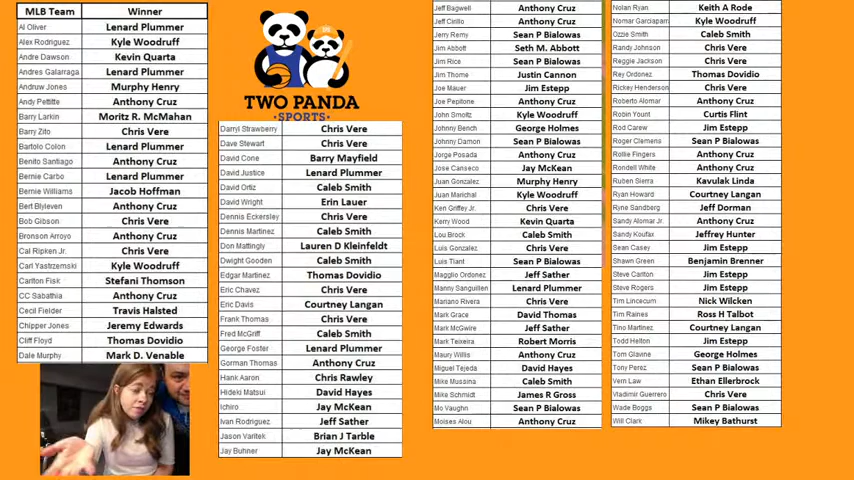 MLB Team Winner
Al Oliver Lenard Plummer
Alex Rodriguez Kyle Woodruff
Andre Dawson Kevin Quarta
Andres Galarraga Lenard Plummer
Andruw Jones Murphy Henry
Andy Pettitte Anthony Cruz
Barry Larkin Moritz R. McMahan
Barry Zito Chris Vere
Bartolo Colon Lenard Plummer
Benito Santiago Anthony Cruz
Bernie Carbo Lenard Plummer
Bernie Williams Jacob Hoffman
Bert Blyleven Anthony Cruz
Bob Gibson Chris Vere
Bronson Arroyo Anthony Cruz
Cal Ripken Jr. Chris Vere
Carl Yastrzemski Kyle Woodruff
Carlton Fisk Stefani Thomson
CC Sabathia Anthony Cruz
Cecil Fielder Travis Halsted
Chipper Jones Jeremy Edwards
Cliff Floyd Thomas Dovidio
Dale Murphy Mark D. Venable
TWO PANDA
SPORTS
Darryl Strawberry Chris Vere
Dave Stewart Chris Vere
David Cone Barry Mayfield
David Justice Lenard Plummer
David Ortiz Caleb Smith
David Wright Erin Lauer
Dennis Eckersley Chris Vere
Dennis Martinez Caleb Smith
Don Mattingly Lauren D Kleinfeldt
Dwight Gooden Caleb Smith
Edgar Martinez Thomas Dovidio
Eric Chavez Chris Vere
Eric Davis Courtney Langan
Frank Thomas Chris Vere
Fred McGriff Caleb Smith
George Foster Lenard Plummer
Gorman Thomas Anthony Cruz
Hank Aaron Chris Rawley
Hideki Matsui David Hayes
Ichiro Jay McKean
Ivan Rodriguez Jeff Sather
Jason Varitek Brian J Tarble
Jay Buhner Jay McKean
Jeff Bagwell Anthony Cruz
Jeff Cirillo Anthony Cruz
Jerry Remy Sean P Bialowas
Jim Abbott Seth M. Abbott
Jim Rice Sean P Bialowas
Jim Thome Justin Cannon
Joe Mauer Jim Estepp
Joe Pepitone Anthony Cruz
John Smoltz Kyle Woodruff
Johnny Bench George Holmes
Johnny Damon Sean P Bialowas
Jorge Posada Anthony Cruz
Jose Canseco Jay McKean
Juan Gonzalez Murphy Henry
Juan Marichal Kyle Woodruff
Ken Griffey Jr. Chris Vere
Kerry Wood Kevin Quarta
Lou Brock Caleb Smith
Luis Gonzalez Chris Vere
Luis Tiant Sean P Bialowas
Magglio Ordonez Jeff Sather
Manny Sanguillen Lenard Plummer
Mariano Rivera Chris Vere
Mark Grace David Thomas
Mark McGwire Jeff Sather
Mark Teixeira Robert Morris
Maury Willis Anthony Cruz
Miguel Tejeda David Hayes
Mike Mussina Caleb Smith
Mike Schmidt James R Gross
Mo Vaughn Sean P Bialowas
Moises Alou Anthony Cruz
Nolan Ryan Keith A Rode
Nomar Garciaparr Kyle Woodruff
Ozzie Smith Caleb Smith
Randy Johnson Chris Vere
Reggie Jackson Chris Vere
Rey Ordonez Thomas Dovidio
Rickey Henderson Chris Vere
Roberto Alomar Anthony Cruz
Robin Yount Curtis Flint
Rod Carew Jim Estepp
Roger Clemens Sean P Bialowas
Rollie Fingers Anthony Cruz
Rondell White Anthony Cruz
Ruben Sierra Kavulak Linda
Ryan Howard Courtney Langan
Ryne Sandberg Jeff Dorman
Sandy Alomar Jr. Anthony Cruz
Sandy Koufax Jeffrey Hunter
Sean Casey Jim Estepp
Shawn Green Benjamin Brenner
Steve Carlton Jim Estepp
Steve Rogers Jim Estepp
Tim Lincecum Nick Wilcken
Tim Raines Ross H Talbot
Tino Martinez Courtney Langan
Todd Helton Jim Estepp
Tom Glavine George Holmes
Tony Perez Sean P Bialowas
Vern Law Ethan Ellerbrock
Vladimir Guerrero Chris Vere
Wade Boggs Sean P Bialowas
Will Clark Mikey Bathurst